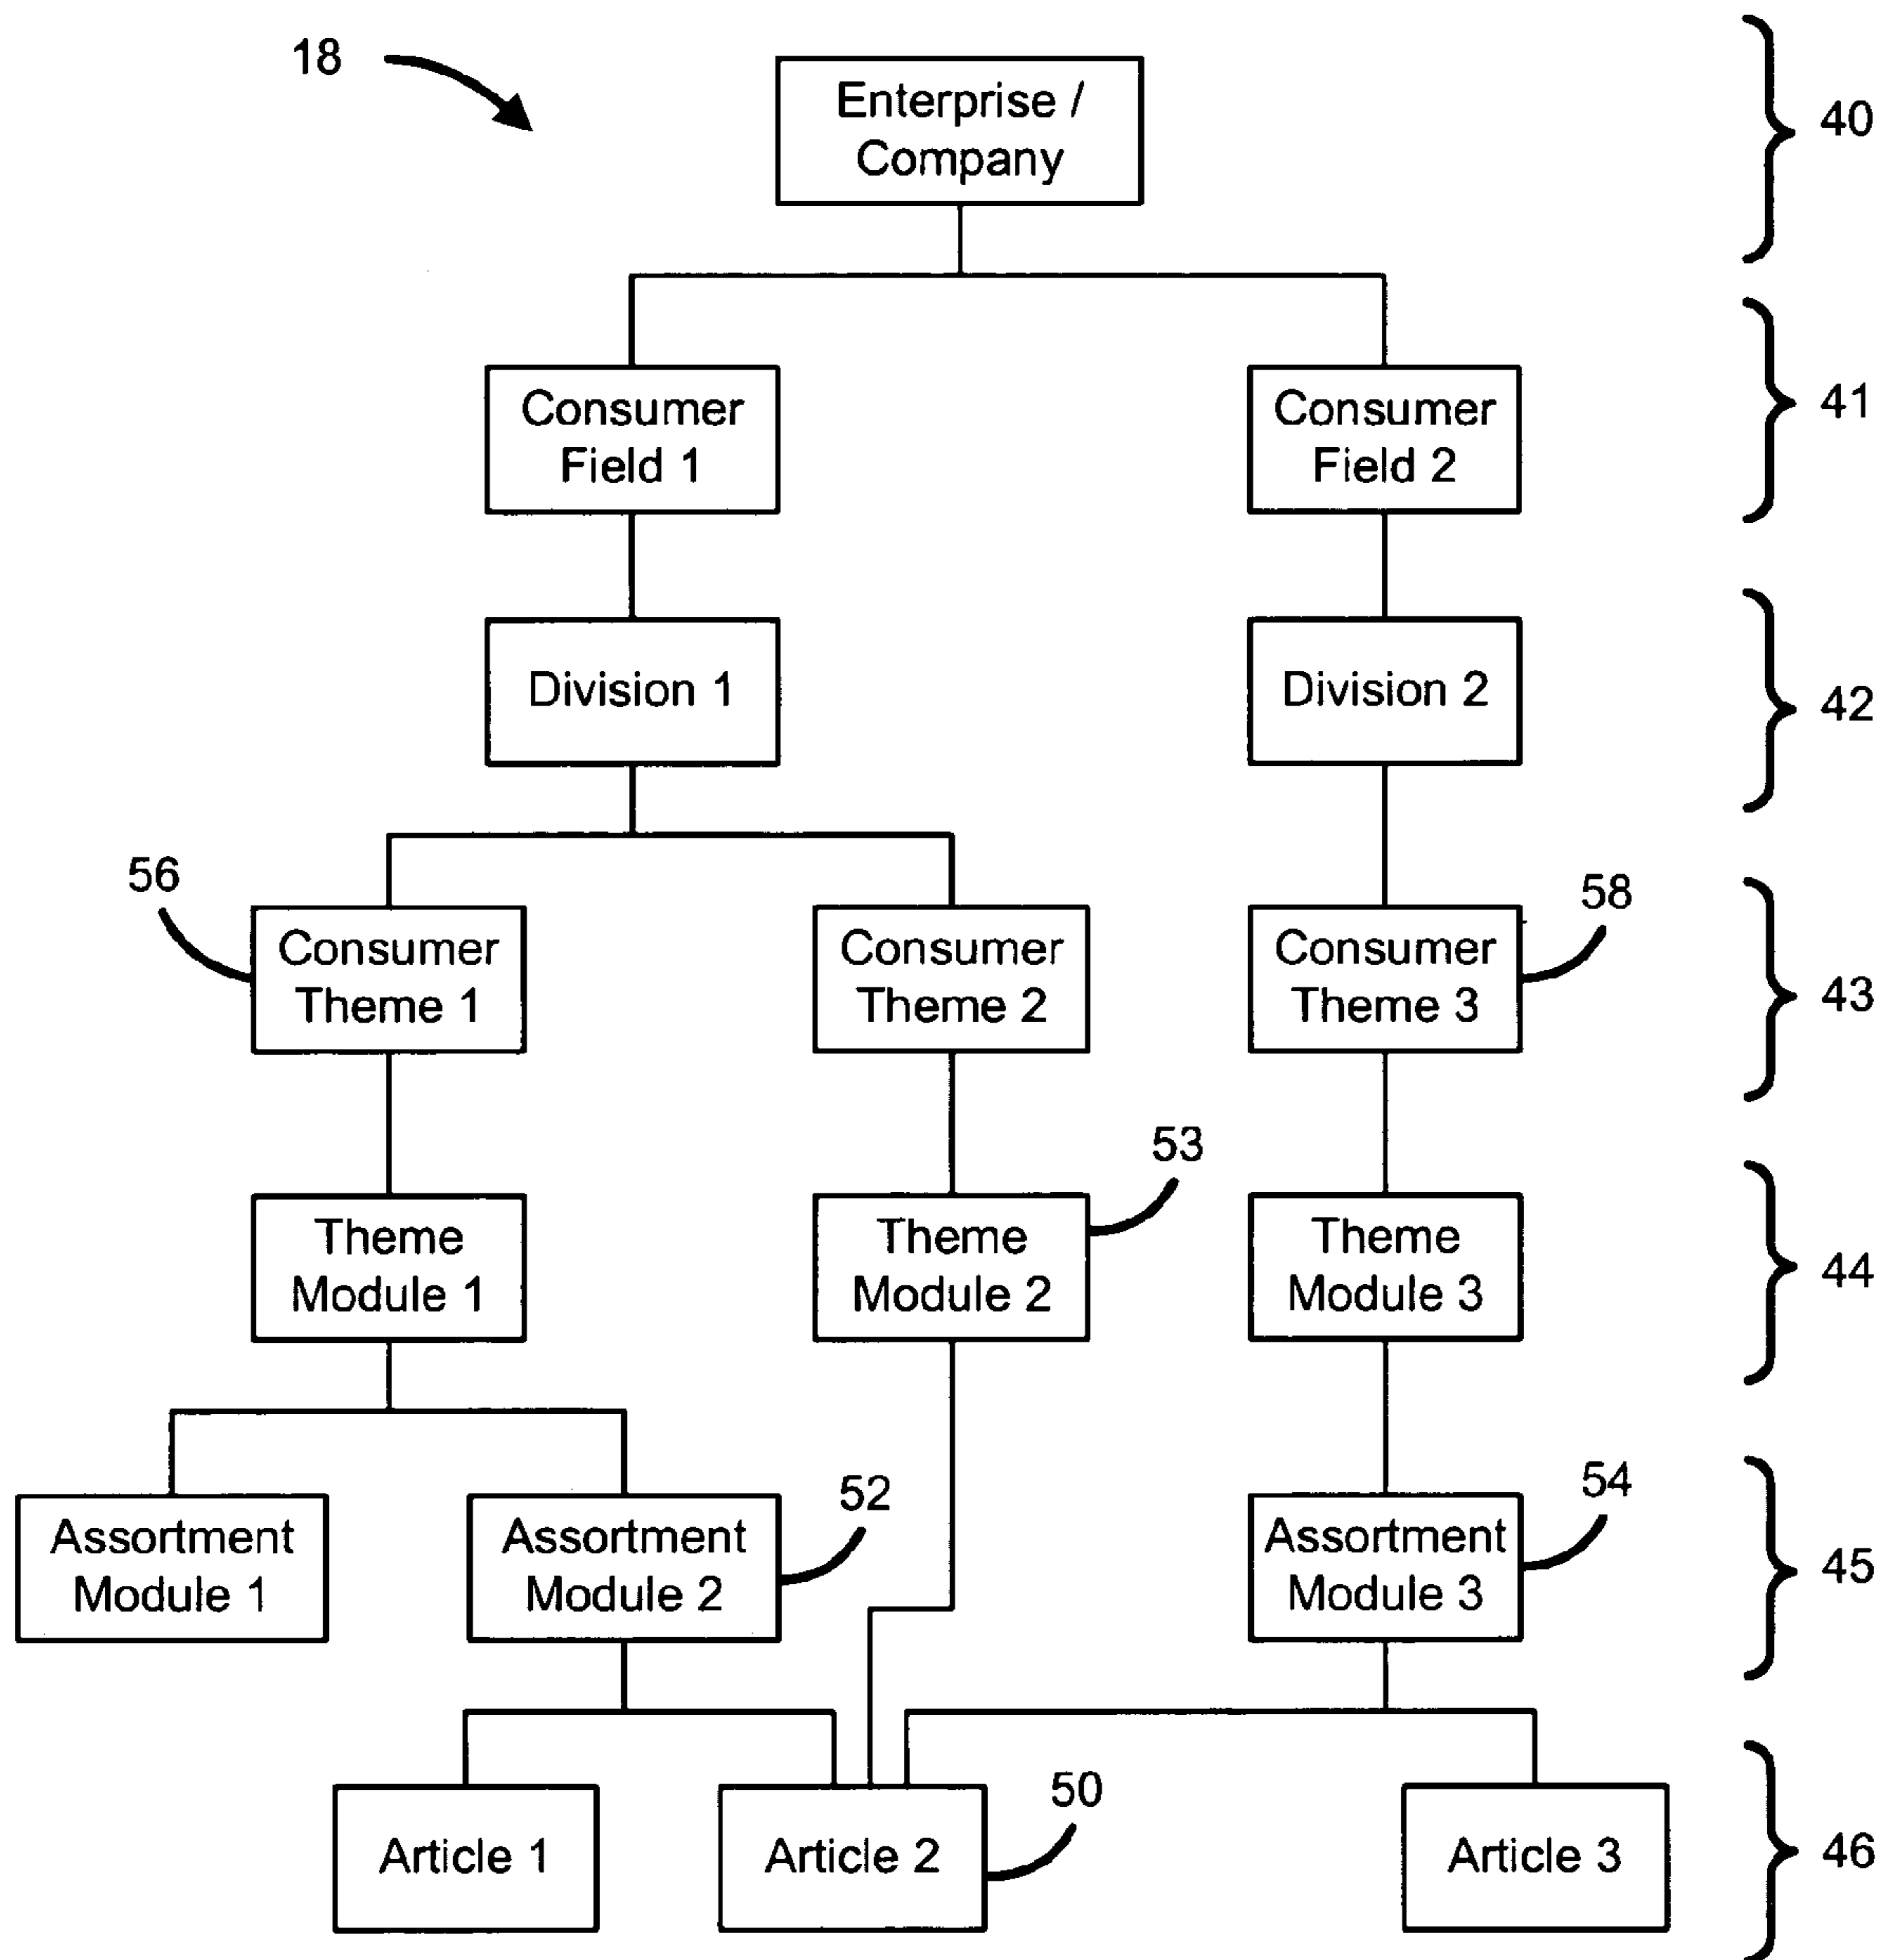 18
Enterprise /
Company
40
Consumer
Field 1
Consumer
Field 2
41
Division 1
Division 2
42
56
Consumer
Theme 1
Consumer
Theme 2
58
Consumer
Theme 3
43
53
Theme
Module 1
Theme
Module 2
Theme
Module 3
44
Assortment
Module 1
52
Assortment
Module 2
54
Assortment
Module 3
45
Article 1
50
Article 2
Article 3
46